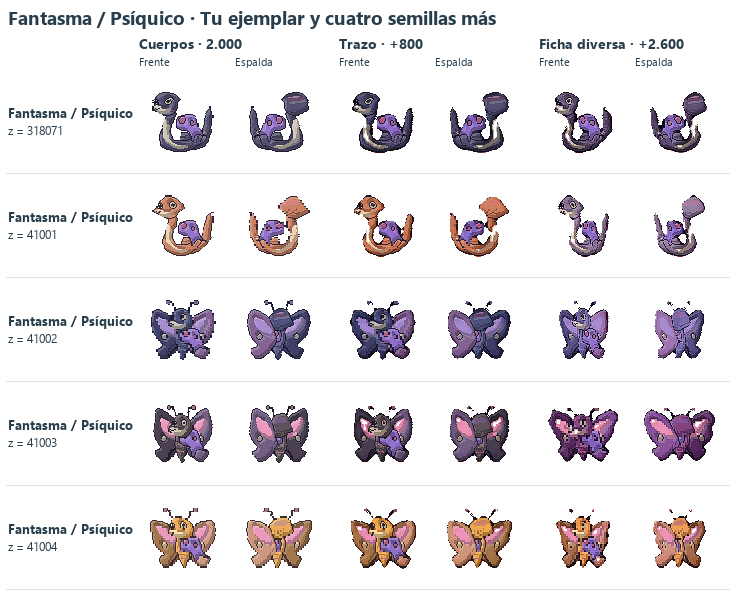 Fantasma / Psíquico · Tu ejemplar y cuatro semillas más
Cuerpos · 2.000 Trazo · +800 Ficha diversa · +2.600
Frente Espalda Frente Espalda Frente Espalda
Fantasma / Psíquico
z = 318071
Fantasma / Psíquico
z = 41001
Fantasma / Psíquico
z = 41002
Fantasma / Psíquico
z = 41003
Fantasma / Psíquico
z = 41004